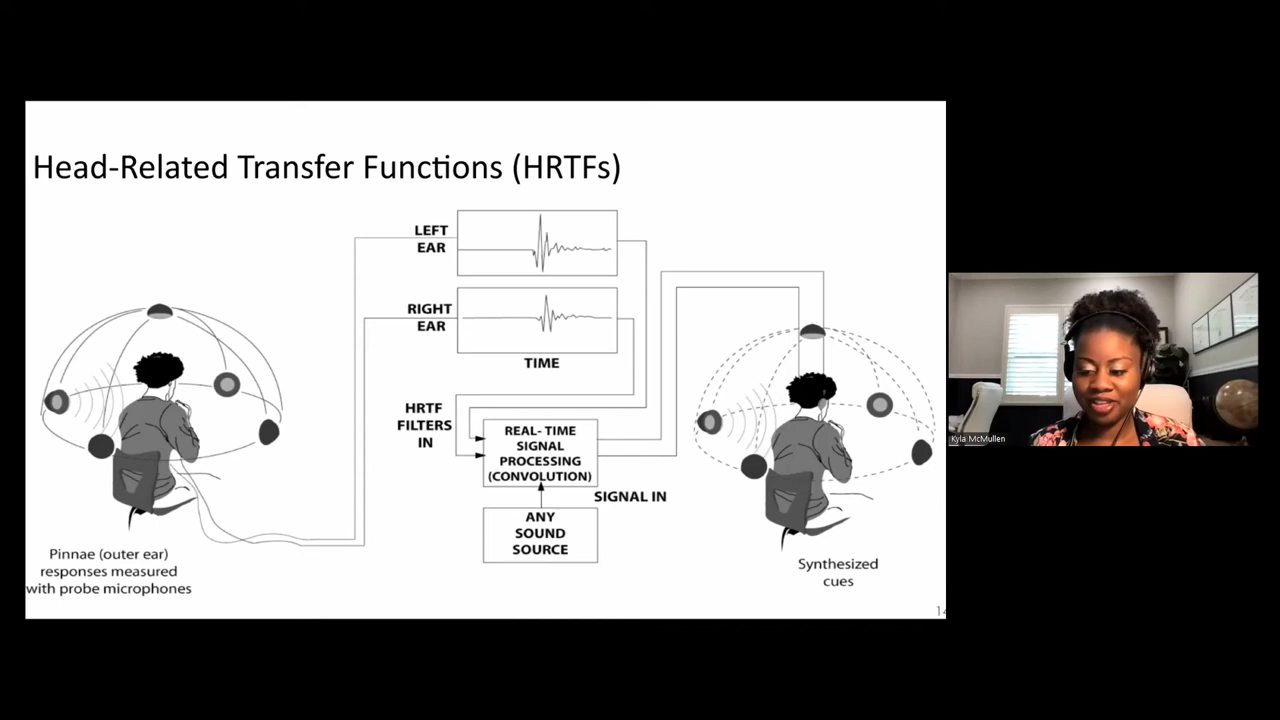 Head-Related Transfer Functions (HRTFs)
LEFT
EAR
RIGHT
EAR
TIME
HRTF
FILTERS
IN
REAL- TIME
SIGNAL
PROCESSING
(CONVOLUTION)
SIGNAL IN
ANY
SOUND
SOURCE
Pinnae (outer ear)
responses measured
with probe microphones
Synthesized
cues
Kyla McMullen